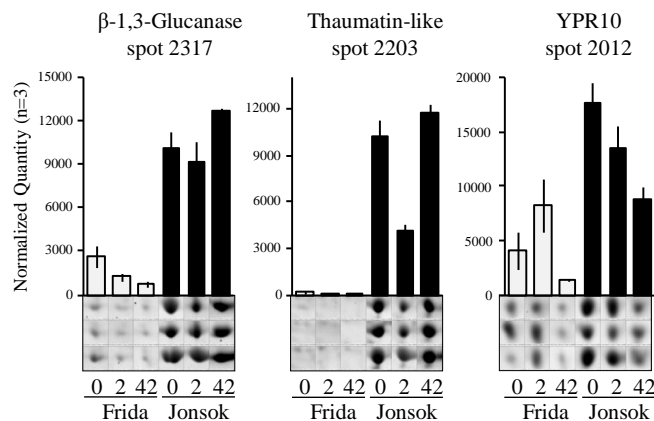 β-1,3-Glucanase
spot 2317
Thaumatin-like
spot 2203
YPR10
spot 2012
Normalized Quantity (n=3)
15000
12000
9000
6000
3000
0
12000
9000
6000
3000
0
20000
15000
10000
5000
0
0 2 42 0 2 42
Frida Jonsok
0 2 42 0 2 42
Frida Jonsok
0 2 42 0 2 42
Frida Jonsok